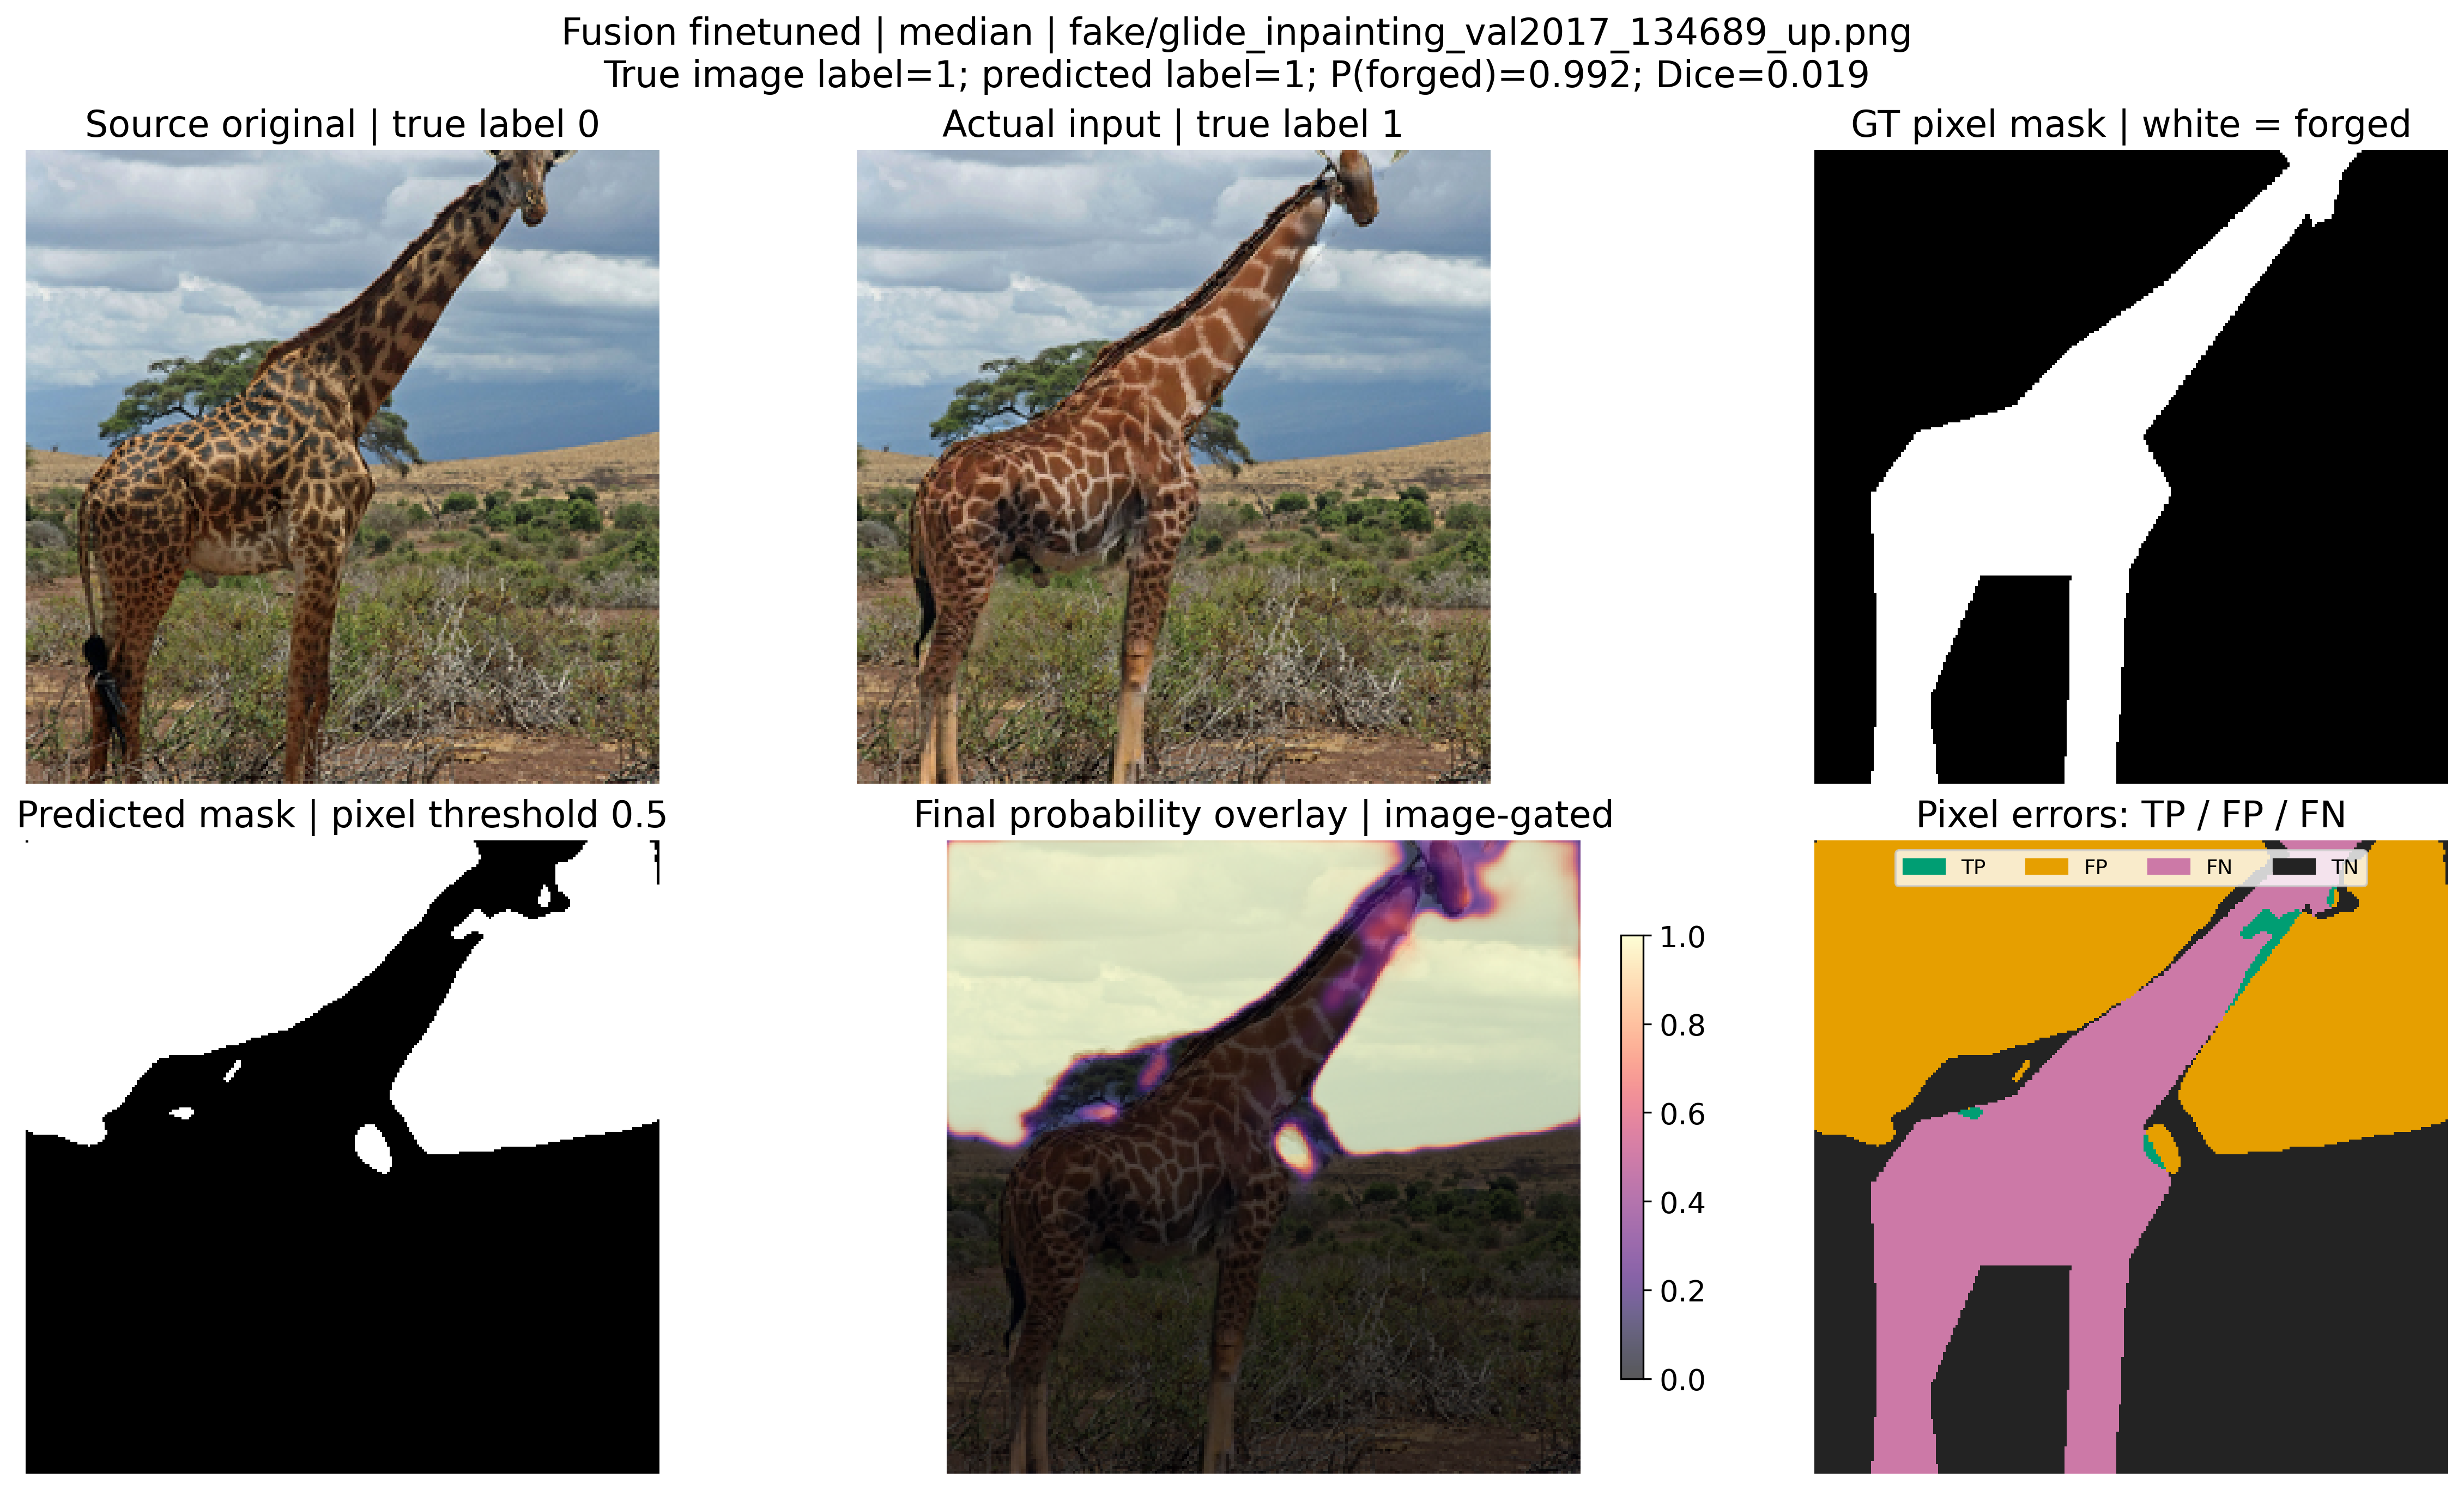 Fusion finetuned | median | fake/glide_inpainting_val2017_134689_up.png
True image label=1; predicted label=1; P(forged)=0.992; Dice=0.019
Source original | true label 0
Actual input | true label 1
GT pixel mask | white = forged
Predicted mask | pixel threshold 0.5
Final probability overlay | image-gated
1.0
0.8
0.6
0.4
0.2
0.0
Pixel errors: TP / FP / FN
TP FP FN TN